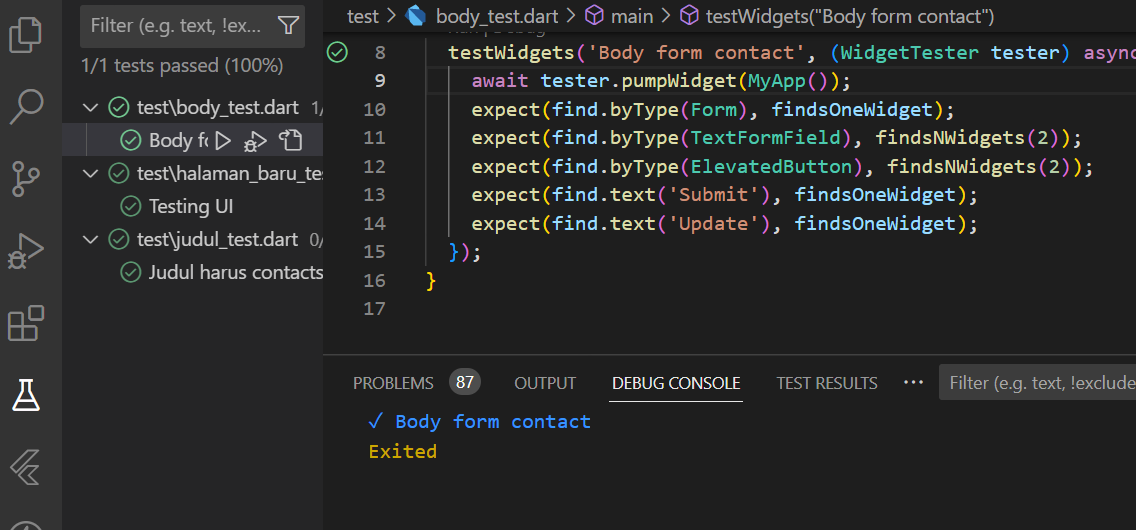 Filter (e.g. text, !ex...
1/1 tests passed (100%)
test\body_test.dart 1/
Body fo
test\halaman_baru_tes
Testing UI
test\judul_test.dart 0/
Judul harus contacts
test > body_test.dart > main > testWidgets("Body form contact")
Run | Debug
8 testWidgets('Body form contact', (WidgetTester tester) async
9 await tester.pumpWidget(MyApp());
10 expect(find.byType(Form), findsOneWidget);
11 expect(find.byType(TextFormField), findsNWidgets(2));
12 expect(find.byType(ElevatedButton), findsNWidgets(2));
13 expect(find.text('Submit'), findsOneWidget);
14 expect(find.text('Update'), findsOneWidget);
15 });
16 }
17
PROBLEMS 87 OUTPUT DEBUG CONSOLE TEST RESULTS ··· Filter (e.g. text, !exclude
✓ Body form contact
Exited